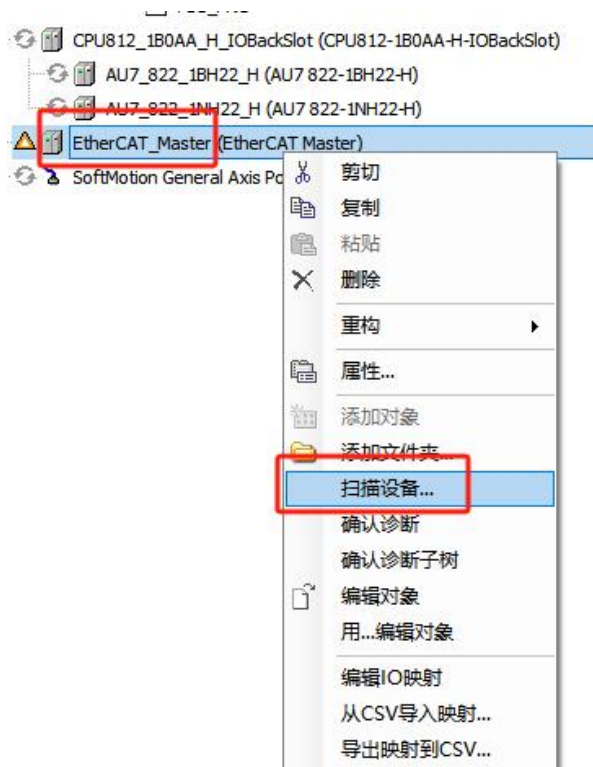 CPU812_1B0AA_H_IOBackSlot (CPU812-1B0AA-H-IOBackSlot)
AU7_822_1BH22_H (AU7 822-1BH22-H)
AU7_822_1NH22_H (AU7 822-1NH22-H)
EtherCAT_Master (EtherCAT Master)
SoftMotion General Axis Po
剪切
复制
粘贴
删除
重构
属性...
添加对象
添加文件夹...
扫描设备...
确认诊断
确认诊断子树
编辑对象
用...编辑对象
编辑IO映射
从CSV导入映射...
导出映射到CSV...